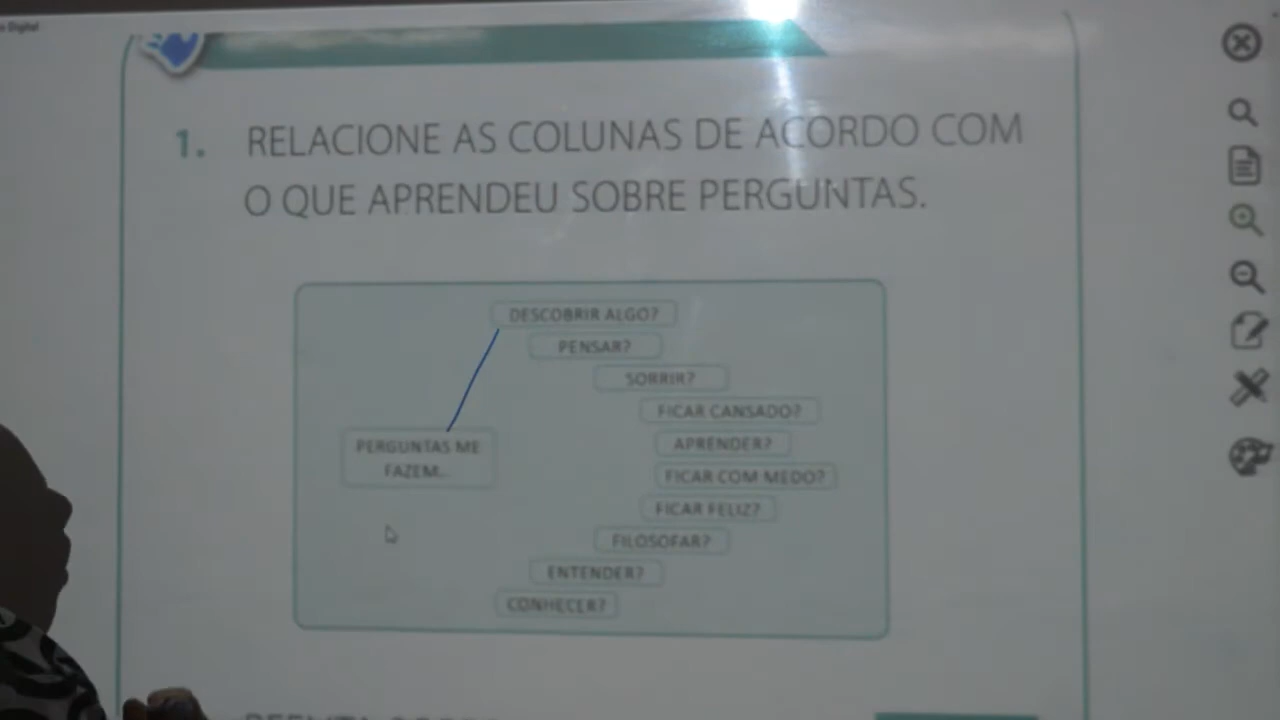 Digital
1. RELACIONE AS COLUNAS DE ACORDO COM
O QUE APRENDEU SOBRE PERGUNTAS.
DESCOBRIR ALGO?
PENSAR?
SORRIR?
FICAR CANSADO?
PERGUNTAS ME
FAZEM...
APRENDER?
FICAR COM MEDO?
FICAR FELIZ?
FILOSOFAR?
ENTENDER?
CONHECER?